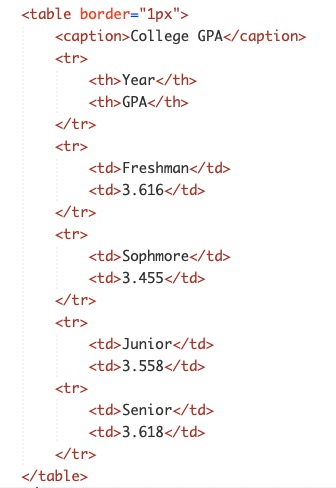 <table border="1px">
<caption>College GPA</caption>
<tr>
<th>Year</th>
<th>GPA</th>
</tr>
<tr>
<td>Freshman</td>
<td>3.616</td>
</tr>
<tr>
<td>Sophmore</td>
<td>3.455</td>
</tr>
<tr>
<td>Junior</td>
<td>3.558</td>
<tr>
<td>Senior</td>
<td>3.618</td>
</tr>
</table>